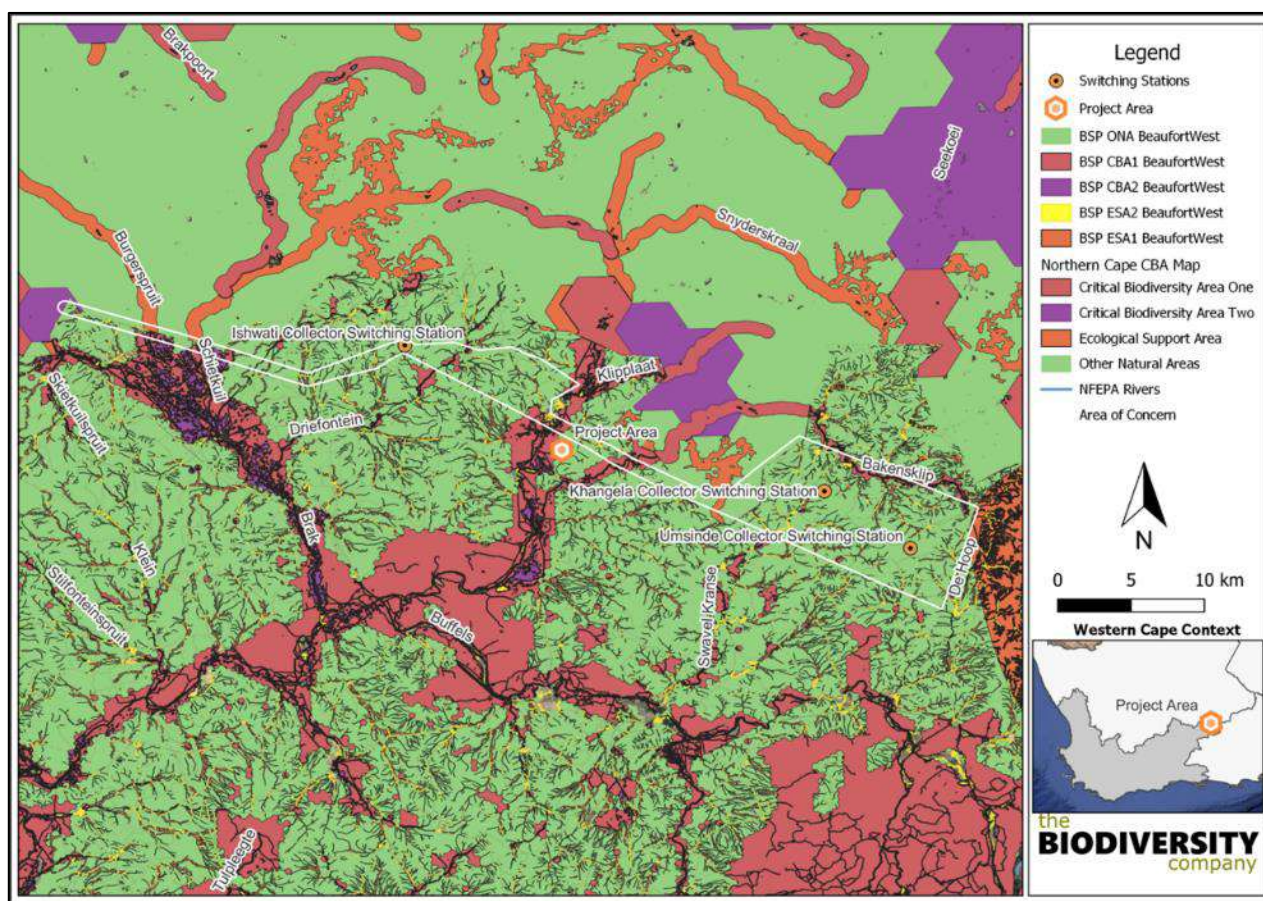 Brakpoort
Seekoei
Snyderskraal
Burgerspruit
Ishwati Collector Switching Station
Schietkuil
Klipplaat
Skietkuilspruit
Driefontein
Project Area
Bakensklip
Khangela Collector Switching Station
Brak
Umsinde Collector Switching Station
Klein
De Hoop
Stilfonteinspruit
Buffels
Swavel Kranse
Tulpleegte
Legend
Switching Stations
Project Area
BSP ONA BeaufortWest
BSP CBA1 BeaufortWest
BSP CBA2 BeaufortWest
BSP ESA2 BeaufortWest
BSP ESA1 BeaufortWest
Northern Cape CBA Map
Critical Biodiversity Area One
Critical Biodiversity Area Two
Ecological Support Area
Other Natural Areas
NFEPA Rivers
Area of Concern
N
0 5 10 km
Western Cape Context
Project Area
the
BIODIVERSITY
company